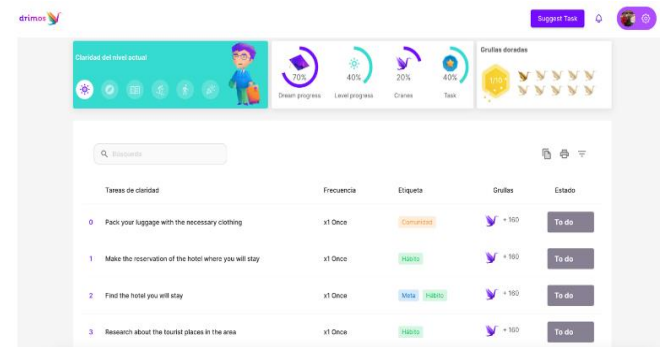 drimos
Suggest Task
Claridad del nivel actual
70%
Dream progress
40%
Level progress
20%
Cranes
40%
Task
Grullas doradas
1/10
Búsqueda
Tareas de claridad Frecuencia Etiqueta Grullas Estado
0 Pack your luggage with the necessary clothing x1 Once Comunidad + 160 To do
1 Make the reservation of the hotel where you will stay x1 Once Hábito + 160 To do
2 Find the hotel you will stay x1 Once Meta Hábito + 160 To do
3 Research about the tourist places in the area x1 Once Hábito + 160 To do